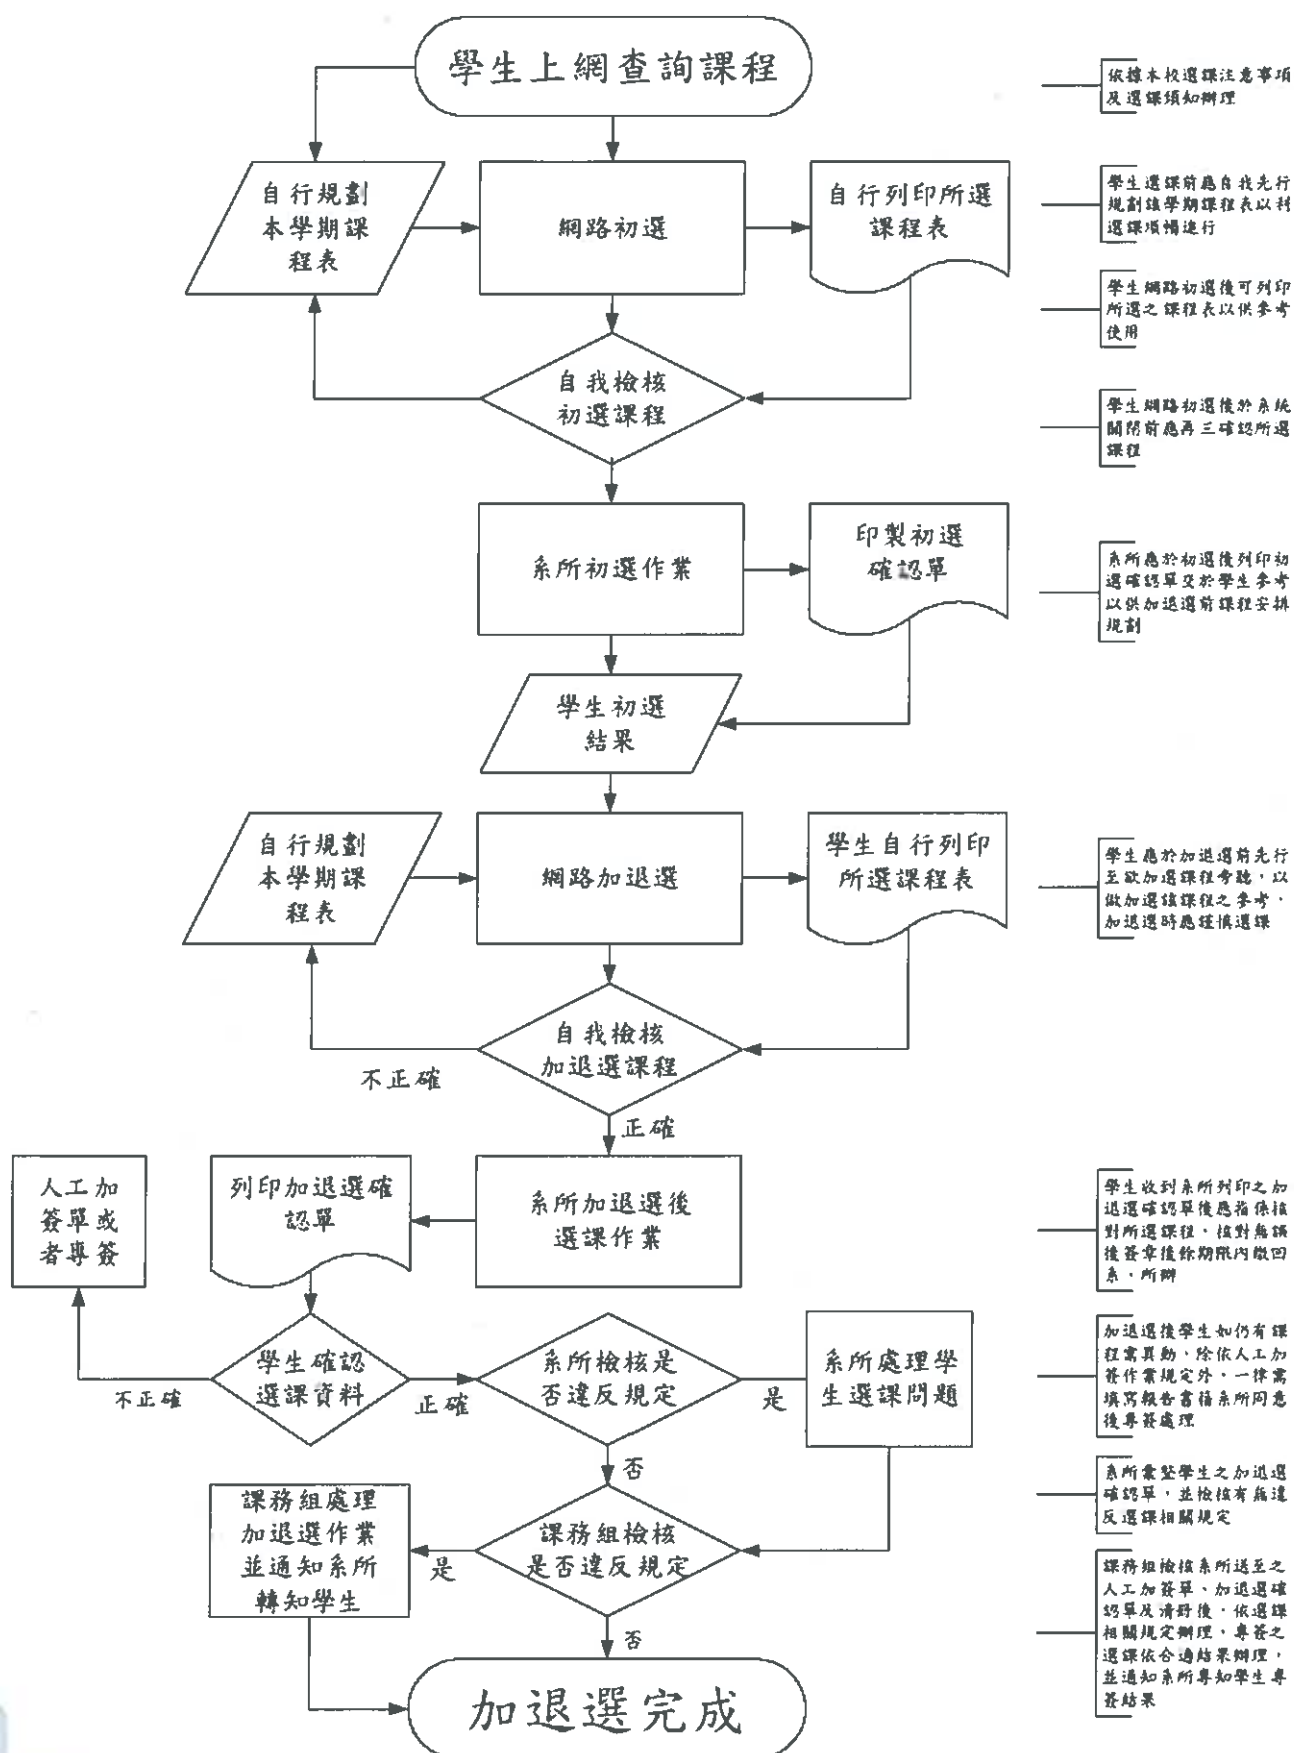 學生上網查詢課程
依據本校選課注意事項
及選課須知辦理
自行規劃
本學期課
程表
網路初選
自行列印所選
課程表
學生選課前應自我先行
規劃該學期課程表以利
選課順暢進行
學生網路初選後可列印
所選之課程表以供參考
使用
自我檢核
初選課程
學生網路初選後於系統
關閉前應再三確認所選
課程
系所初選作業
印製初選
確認單
系所應於初選後列印初
選確認單交於學生參考
以供加退選前課程安排
規劃
學生初選
結果
自行規劃
本學期課
程表
網路加退選
學生自行列印
所選課程表
學生應於加退選前先行
至欲加選課程旁聽，以
做加選該課程之參考，
加退選時應謹慎選課
自我檢核
加退選課程
不正確
正確
人工加
簽單或
者專簽
列印加退選確
認單
系所加退選後
選課作業
學生收到系所列印之加
退選確認單後應指係核
對所選課程，核對無誤
後簽章後餘期限內繳回
系、所辦
學生確認
選課資料
不正確
正確
系所檢核是
否違反規定
是
系所處理學
生選課問題
加退選後學生如仍有課
程需異動，除依人工加
簽作業規定外，一律需
填寫報告書經系所同意
後專簽處理
否
系所彙整學生之加退選
確認單，並檢核有無違
反選課相關規定
課務組處理
加退選作業
並通知系所
轉知學生
是
課務組檢核
是否違反規定
課務組檢核系所送至之
人工加簽單、加退選確
認單及清冊後，依選課
相關規定辦理，專簽之
選課依合適結果辦理，
並通知系所專知學生專
簽結果
否
加退選完成